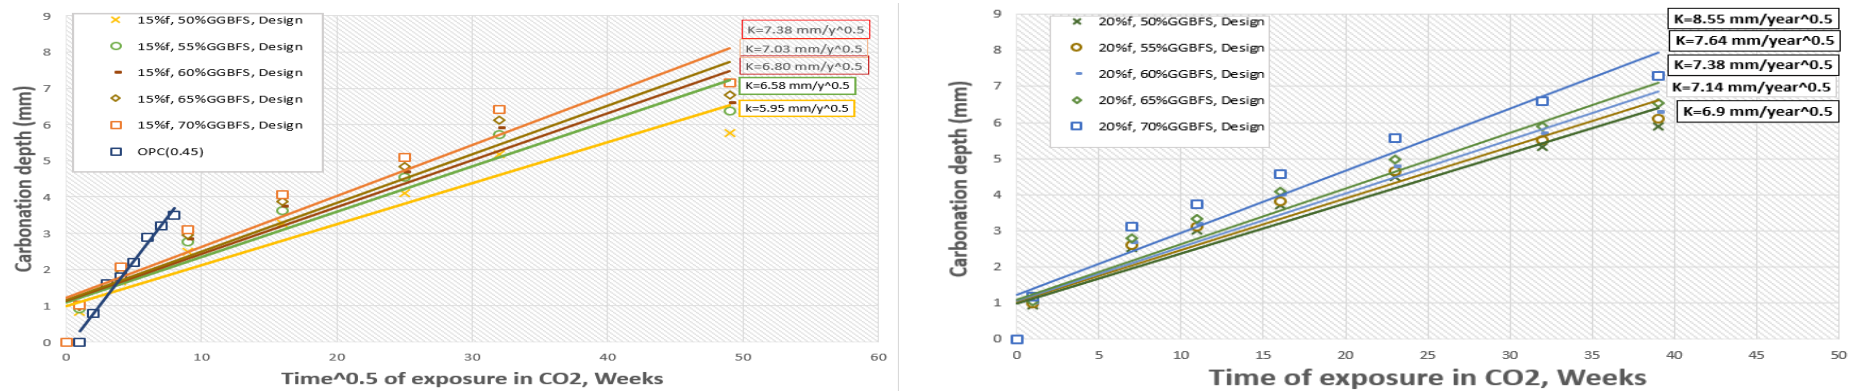 15%f, 50%GGBFS, Design
15%f, 55%GGBFS, Design
15%f, 60%GGBFS, Design
15%f, 65%GGBFS, Design
15%f, 70%GGBFS, Design
OPC(0.45)
K=7.38 mm/y^0.5
K=7.03 mm/y^0.5
K=6.80 mm/y^0.5
K=6.58 mm/y^0.5
k=5.95 mm/y^0.5
Carbonation depth (mm)
9
8
7
6
5
4
3
2
1
0
0 10 20 30 40 50 60
Time^0.5 of exposure in CO2, Weeks
20%f, 50%GGBFS, Design
20%f, 55%GGBFS, Design
20%f, 60%GGBFS, Design
20%f, 65%GGBFS, Design
20%f, 70%GGBFS, Design
K=8.55 mm/year^0.5
K=7.64 mm/year^0.5
K=7.38 mm/year^0.5
K=7.14 mm/year^0.5
K=6.9 mm/year^0.5
Carbonation depth (mm)
9
8
7
6
5
4
3
2
1
0
0 5 10 15 20 25 30 35 40 45 50
Time of exposure in CO2, Weeks